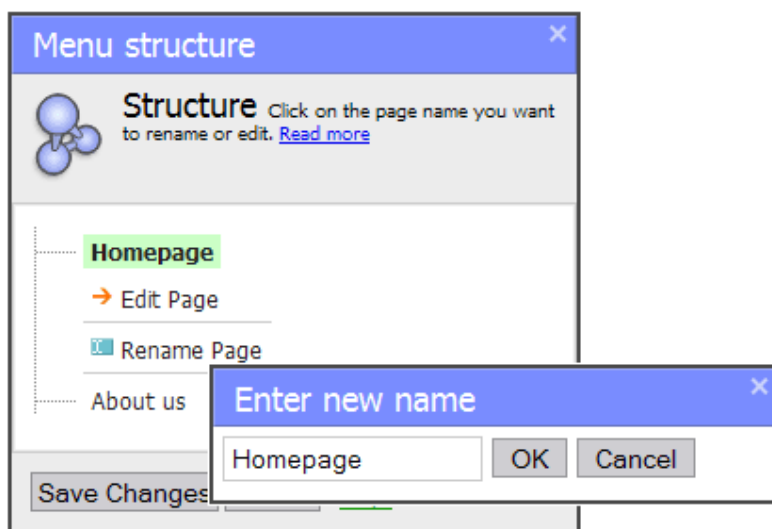 Menu structure
Structure Click on the page name you want
to rename or edit. Read more
Homepage
Edit Page
Rename Page
About us
Enter new name
Homepage OK Cancel
Save Changes